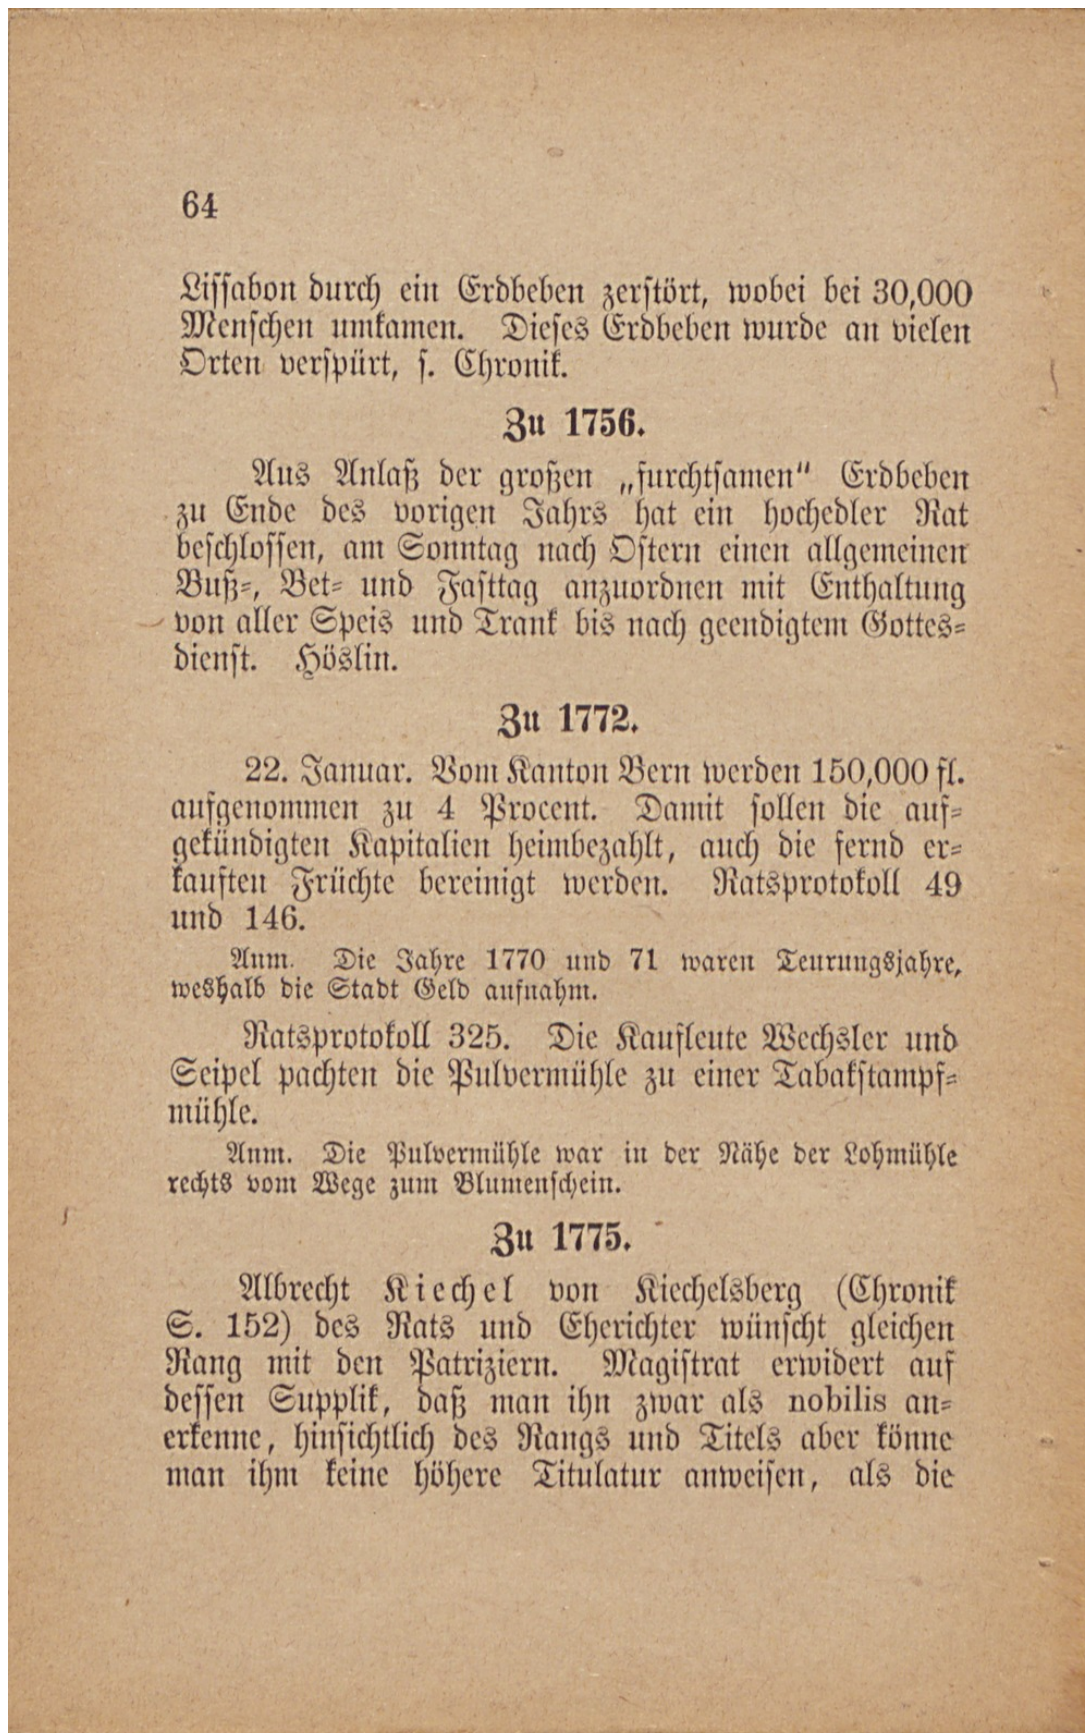 64
Lissabon durch ein Erdbeben zerstört, wobei bei 30,000
Menschen umkamen. Dieses Erdbeben wurde an vielen
Orten verspürt, s. Chronik.
Zu 1756.
Aus Anlaß der großen „furchtsamen" Erdbeben
zu Ende des vorigen Jahrs hat ein hochedler Rat
beschlossen, am Sonntag nach Ostern einen allgemeinen
Buß-, Bet- und Fasttag anzuordnen mit Enthaltung
von aller Speis und Trank bis nach geendigtem Gottes-
dienst. Höslin.
Zu 1772.
22. Januar. Vom Kanton Bern werden 150,000 fl.
aufgenommen zu 4 Procent. Damit sollen die auf-
gekündigten Kapitalien heimbezahlt, auch die fernd er-
kauften Früchte bereinigt werden. Ratsprotokoll 49
und 146.
Anm. Die Jahre 1770 und 71 waren Teurungsjahre,
weshalb die Stadt Geld aufnahm.
Ratsprotokoll 325. Die Kaufleute Wechsler und
Seipel pachten die Pulvermühle zu einer Tabakstampf-
mühle.
Anm. Die Pulvermühle war in der Nähe der Lohmühle
rechts vom Wege zum Blumenschein.
Zu 1775.
Albrecht Kiechel von Kiechelsberg (Chronik
S. 152) des Rats und Eherichter wünscht gleichen
Rang mit den Patriziern. Magistrat erwidert auf
dessen Supplik, daß man ihn zwar als nobilis an-
erkenne, hinsichtlich des Rangs und Titels aber könne
man ihm keine höhere Titulatur anweisen, als die